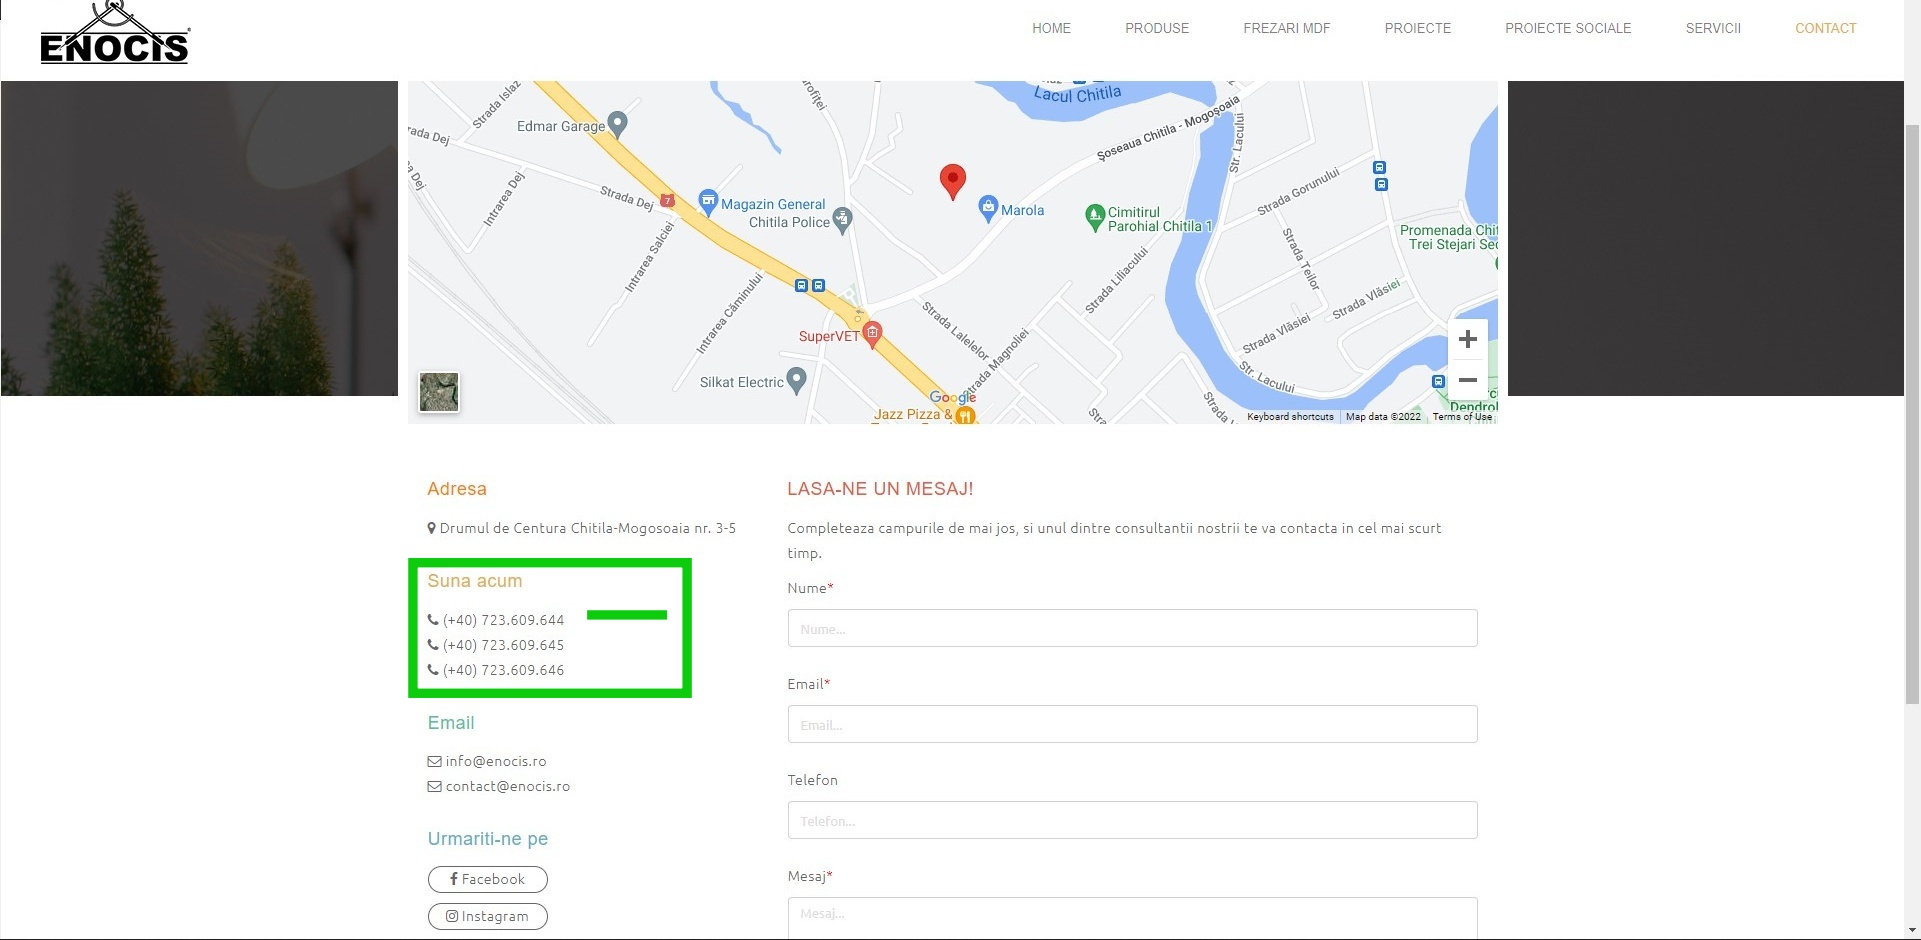 ENOCIS
HOME
PRODUSE
FREZARI MDF
PROIECTE
PROIECTE SOCIALE
SERVICII
CONTACT
Strada Islaz
Lacul Chitila
Edmar Garage
Șoseaua Chitila - Mogoșoaia
Str. Lacului
Intrarea Dej
Strada Dej
7
Strada Gorunului
Magazin General
Chitila Police
Marola
Cimitirul
Parohial Chitila 1
Promenada Chit
Trei Stejari Sec
Intrarea Salciei
Strada Teilor
Strada Liliacului
Intrarea Căminului
Strada Vlăsiei
Strada Vlăsiei
Strada Lalelelor
Strada Magnoliei
SuperVET
Str. Lacului
Silkat Electric
Google
Strada
Jazz Pizza &
Dendrol
Keyboard shortcuts
Map data ©2022
Terms of Use
Adresa
Drumul de Centura Chitila-Mogosoaia nr. 3-5
Suna acum
(+40) 723.609.644
(+40) 723.609.645
(+40) 723.609.646
Email
info@enocis.ro
contact@enocis.ro
Urmariti-ne pe
Facebook
Instagram
LASA-NE UN MESAJ!
Completeaza campurile de mai jos, si unul dintre consultantii nostrii te va contacta in cel mai scurt
timp.
Nume*
Nume...
Email*
Email...
Telefon
Telefon...
Mesaj*
Mesaj...